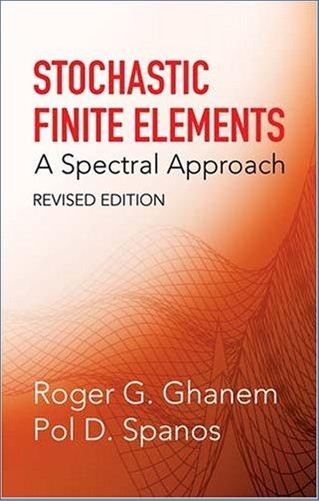 STOCHASTIC
FINITE ELEMENTS
A Spectral Approach
REVISED EDITION
Roger G. Ghanem
Pol D. Spanos